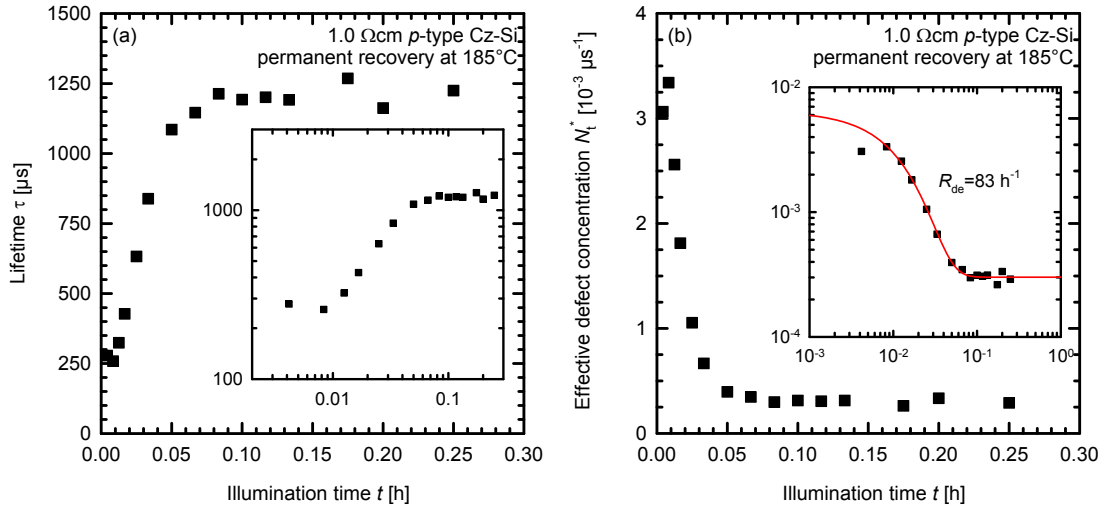 (a)
1.0 Ωcm p-type Cz-Si
permanent recovery at 185°C
Lifetime τ [µs]
1500
1250
1000
750
500
250
0
0.00 0.05 0.10 0.15 0.20 0.25 0.30
Illumination time t [h]
1000
100
0.01 0.1
(b)
1.0 Ωcm p-type Cz-Si
permanent recovery at 185°C
Effective defect concentration Nt* [10⁻³ µs⁻¹]
4
3
2
1
0
0.00 0.05 0.10 0.15 0.20 0.25 0.30
Illumination time t [h]
10⁻²
10⁻³
10⁻⁴
10⁻³ 10⁻² 10⁻¹ 10⁰
Rde=83 h⁻¹